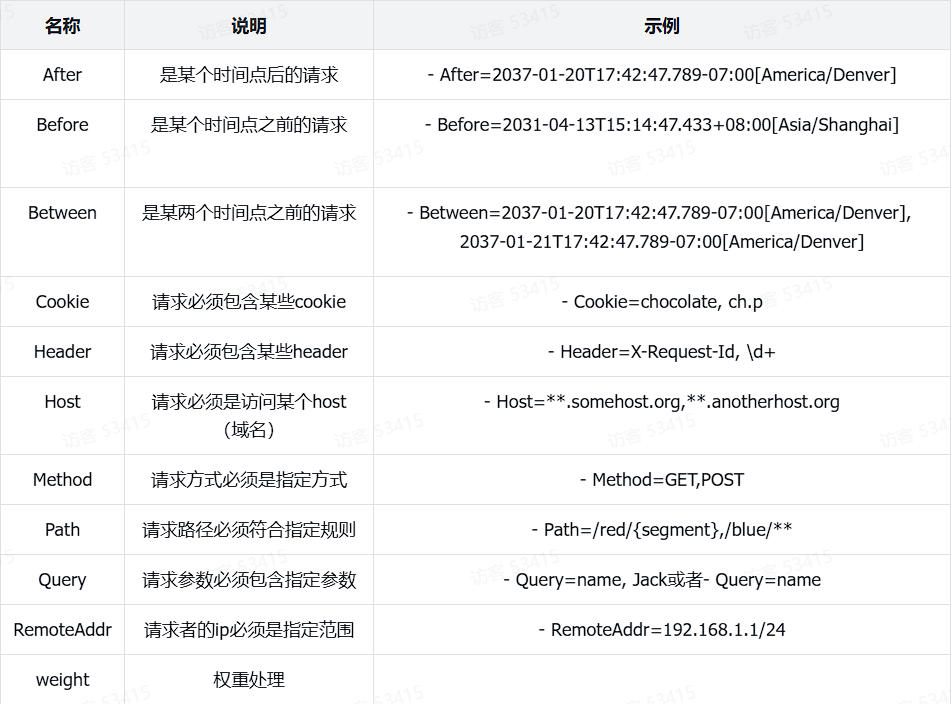 名称 说明 示例
After 是某个时间点后的请求 - After=2037-01-20T17:42:47.789-07:00[America/Denver]
Before 是某个时间点之前的请求 - Before=2031-04-13T15:14:47.433+08:00[Asia/Shanghai]
Between 是某两个时间点之前的请求 - Between=2037-01-20T17:42:47.789-07:00[America/Denver],
2037-01-21T17:42:47.789-07:00[America/Denver]
Cookie 请求必须包含某些cookie - Cookie=chocolate, ch.p
Header 请求必须包含某些header - Header=X-Request-Id, \d+
Host 请求必须是访问某个host - Host=**.somehost.org,**.anotherhost.org
（域名）
Method 请求方式必须是指定方式 - Method=GET,POST
Path 请求路径必须符合指定规则 - Path=/red/{segment},/blue/**
Query 请求参数必须包含指定参数 - Query=name, Jack或者- Query=name
RemoteAddr 请求者的ip必须是指定范围 - RemoteAddr=192.168.1.1/24
weight 权重处理
访客 53415